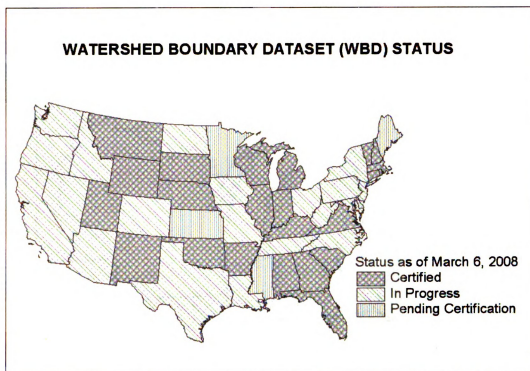 WATERSHED BOUNDARY DATASET (WBD) STATUS
Status as of March 6, 2008
Certified
In Progress
Pending Certification